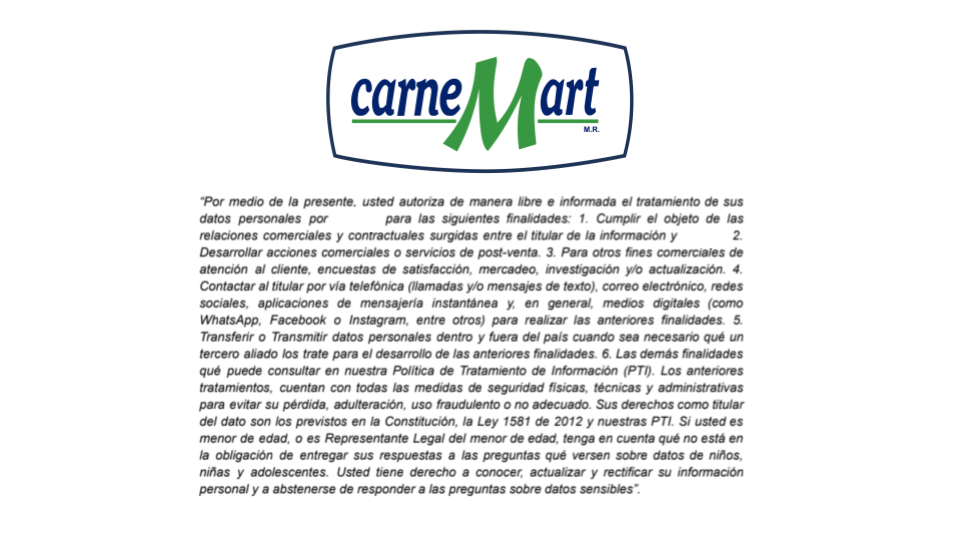 carneMart
M.R.
“Por medio de la presente, usted autoriza de manera libre e informada el tratamiento de sus
datos personales por para las siguientes finalidades: 1. Cumplir el objeto de las
relaciones comerciales y contractuales surgidas entre el titular de la información y 2.
Desarrollar acciones comerciales o servicios de post-venta. 3. Para otros fines comerciales de
atención al cliente, encuestas de satisfacción, mercadeo, investigación y/o actualización. 4.
Contactar al titular por vía telefónica (llamadas y/o mensajes de texto), correo electrónico, redes
sociales, aplicaciones de mensajería instantánea y, en general, medios digitales (como
WhatsApp, Facebook o Instagram, entre otros) para realizar las anteriores finalidades. 5.
Transferir o Transmitir datos personales dentro y fuera del país cuando sea necesario qué un
tercero aliado los trate para el desarrollo de las anteriores finalidades. 6. Las demás finalidades
qué puede consultar en nuestra Política de Tratamiento de Información (PTI). Los anteriores
tratamientos, cuentan con todas las medidas de seguridad físicas, técnicas y administrativas
para evitar su pérdida, adulteración, uso fraudulento o no adecuado. Sus derechos como titular
del dato son los previstos en la Constitución, la Ley 1581 de 2012 y nuestras PTI. Si usted es
menor de edad, o es Representante Legal del menor de edad, tenga en cuenta qué no está en
la obligación de entregar sus respuestas a las preguntas qué versen sobre datos de niños,
niñas y adolescentes. Usted tiene derecho a conocer, actualizar y rectificar su información
personal y a abstenerse de responder a las preguntas sobre datos sensibles”.